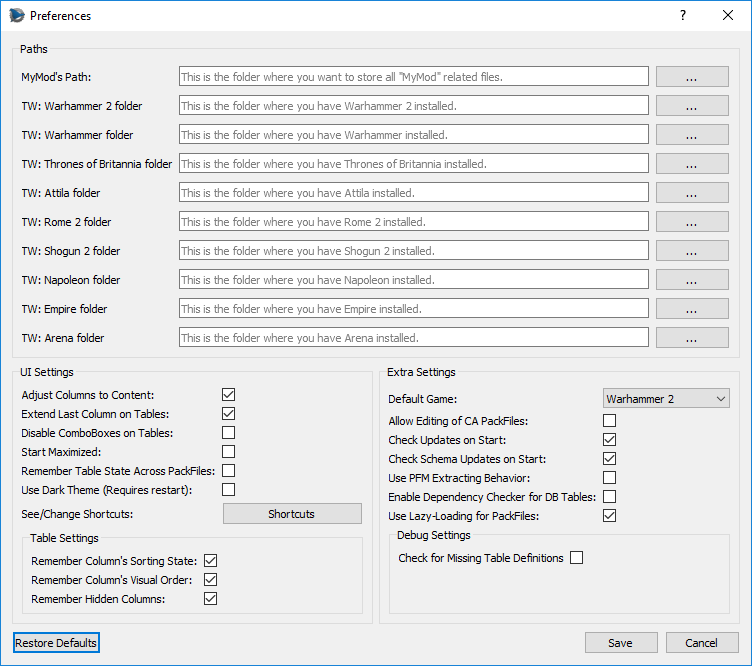 Preferences
?
Paths
MyMod's Path: This is the folder where you want to store all "MyMod" related files. ...
TW: Warhammer 2 folder This is the folder where you have Warhammer 2 installed. ...
TW: Warhammer folder This is the folder where you have Warhammer installed. ...
TW: Thrones of Britannia folder This is the folder where you have Thrones of Britannia installed. ...
TW: Attila folder This is the folder where you have Attila installed. ...
TW: Rome 2 folder This is the folder where you have Rome 2 installed. ...
TW: Shogun 2 folder This is the folder where you have Shogun 2 installed. ...
TW: Napoleon folder This is the folder where you have Napoleon installed. ...
TW: Empire folder This is the folder where you have Empire installed. ...
TW: Arena folder This is the folder where you have Arena installed. ...
UI Settings
Adjust Columns to Content:
Extend Last Column on Tables:
Disable ComboBoxes on Tables:
Start Maximized:
Remember Table State Across PackFiles:
Use Dark Theme (Requires restart):
See/Change Shortcuts: Shortcuts
Table Settings
Remember Column's Sorting State:
Remember Column's Visual Order:
Remember Hidden Columns:
Extra Settings
Default Game: Warhammer 2
Allow Editing of CA PackFiles:
Check Updates on Start:
Check Schema Updates on Start:
Use PFM Extracting Behavior:
Enable Dependency Checker for DB Tables:
Use Lazy-Loading for PackFiles:
Debug Settings
Check for Missing Table Definitions
Restore Defaults
Save
Cancel